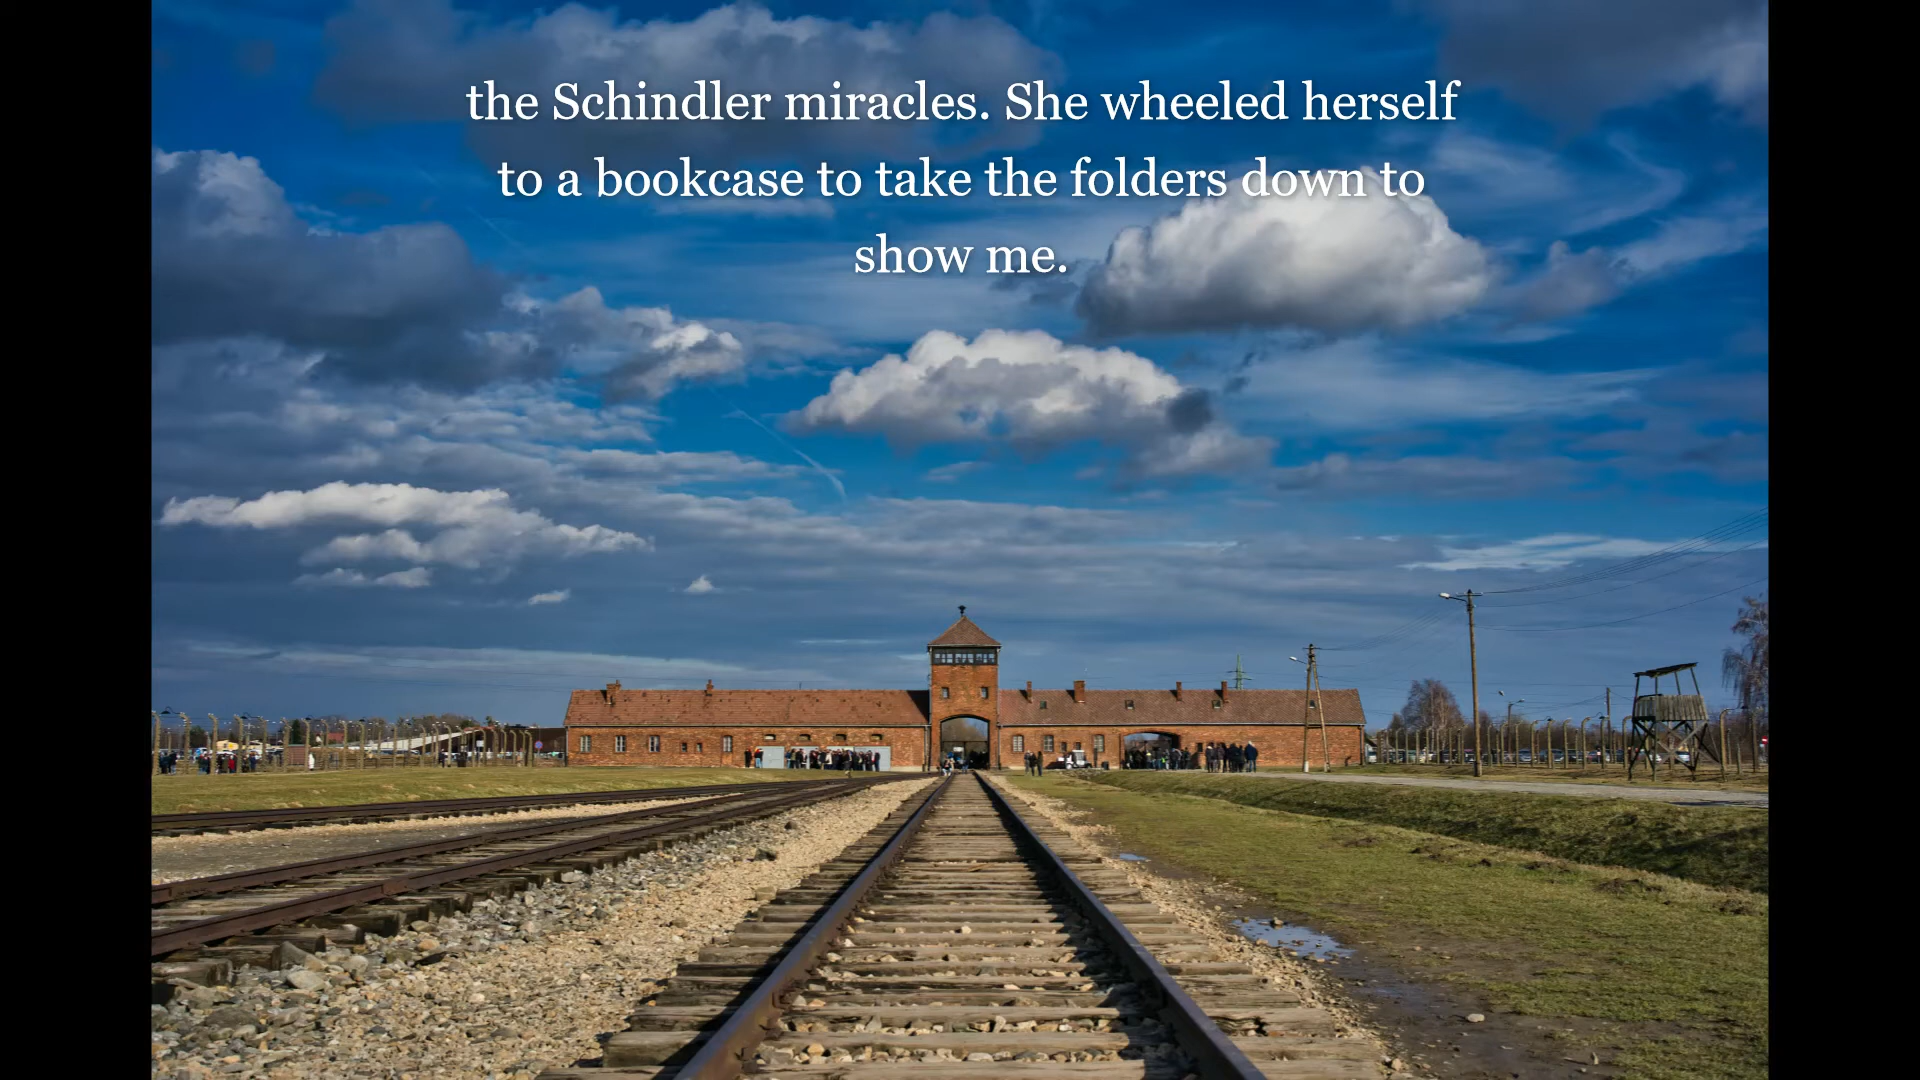 the Schindler miracles. She wheeled herself
to a bookcase to take the folders down to
show me.